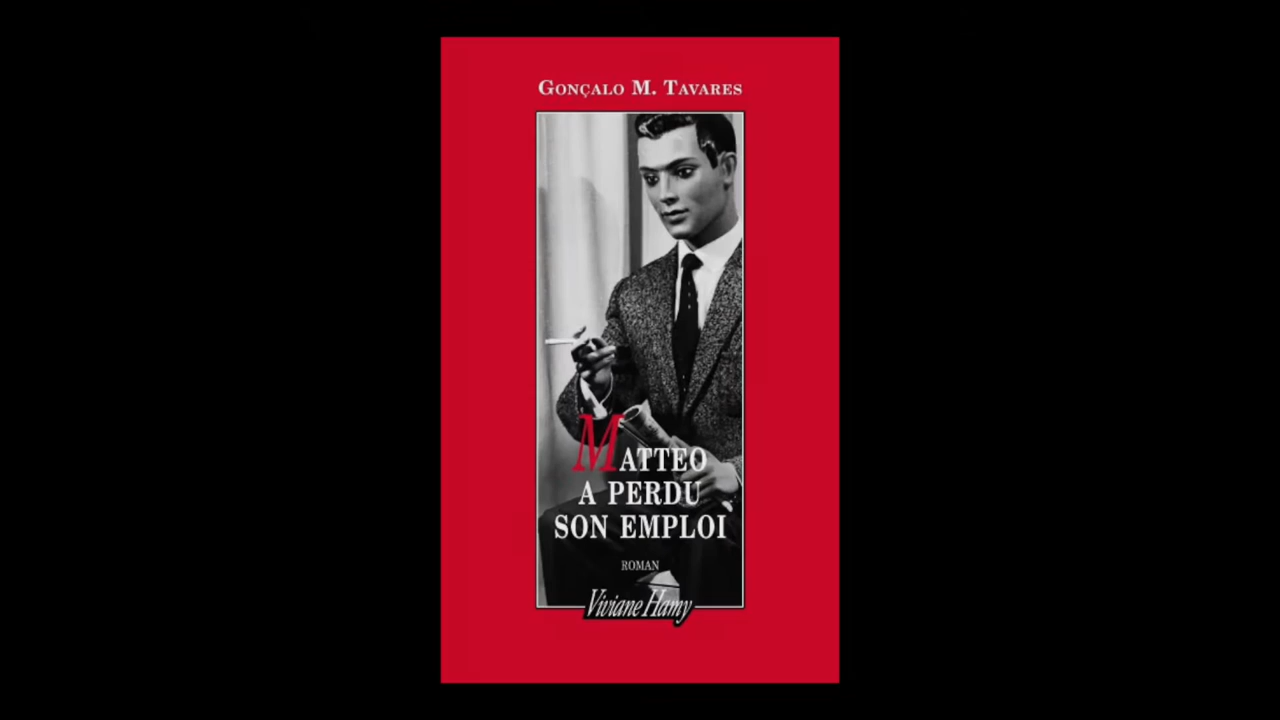 Gonçalo M. Tavares
Matteo
a perdu
son emploi
ROMAN
Viviane Hamy